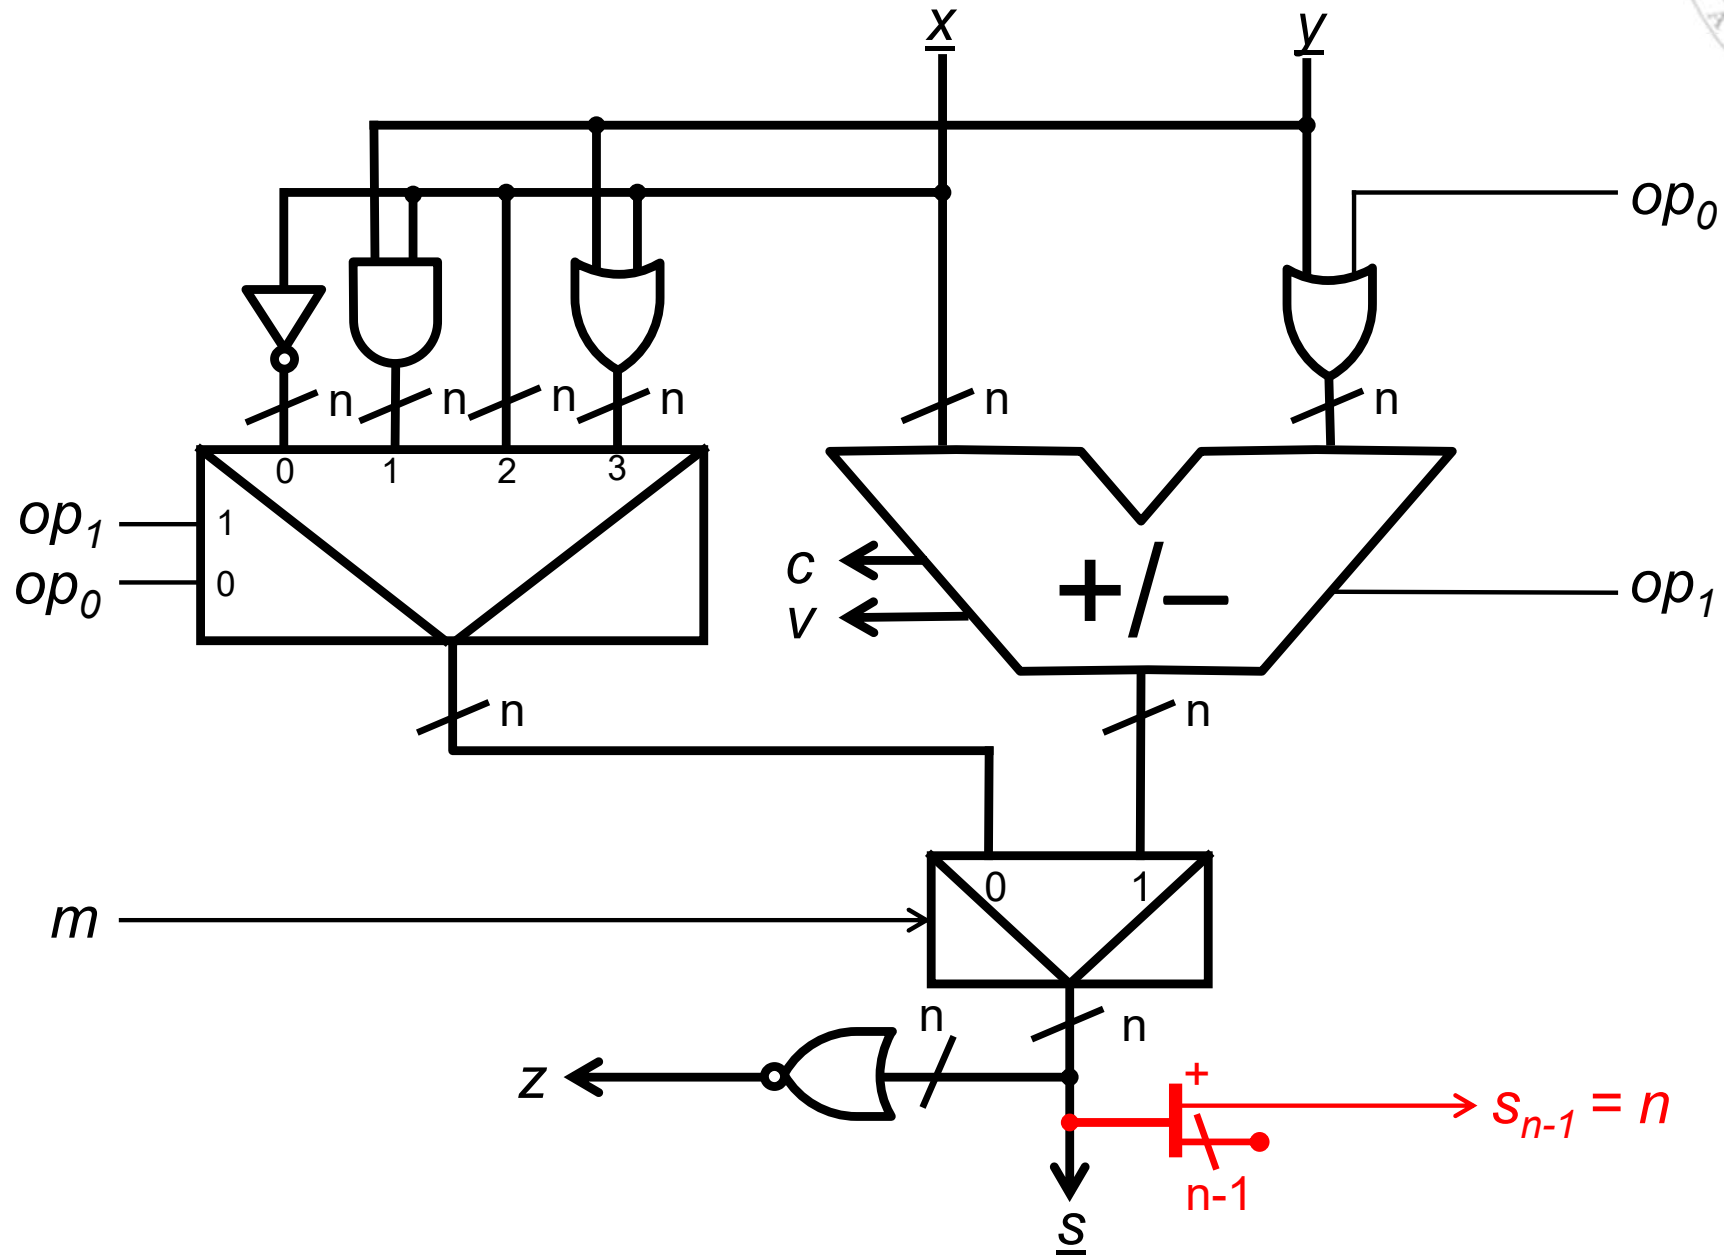 x y
op0
n n n n n n
0 1 2 3
op1 1
op0 0
c
v
+/–
op1
n n
0 1
m
n n
z
+
sn-1 = n
n-1
s